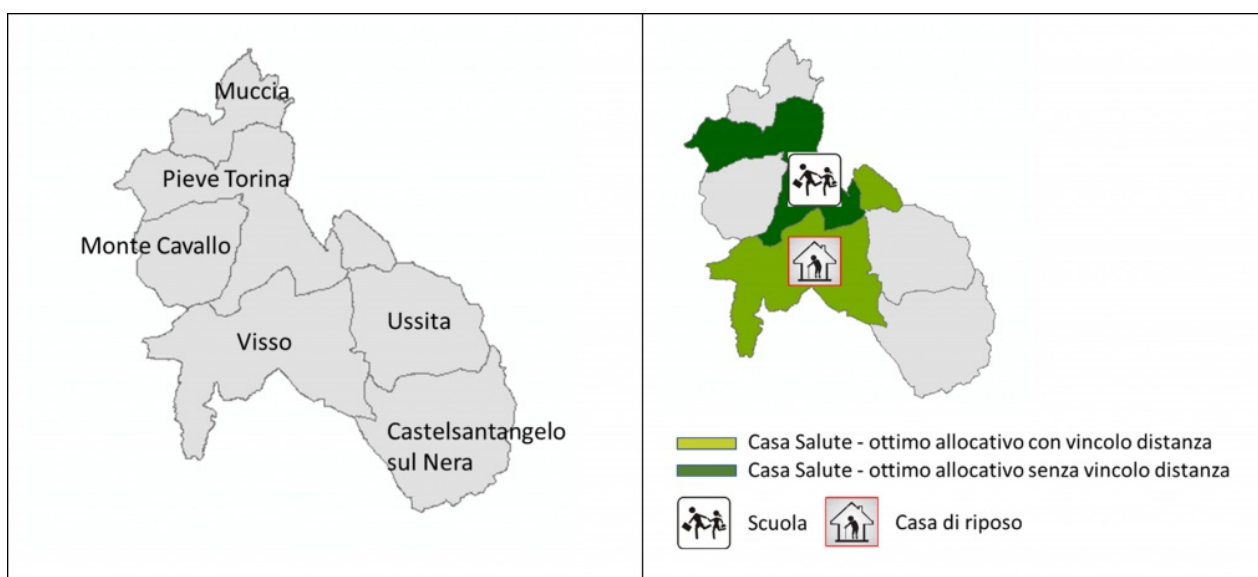 Muccia
Pieve Torina
Monte Cavallo
Ussita
Visso
Castelsantangelo
sul Nera
Casa Salute - ottimo allocativo con vincolo distanza
Casa Salute - ottimo allocativo senza vincolo distanza
Scuola
Casa di riposo